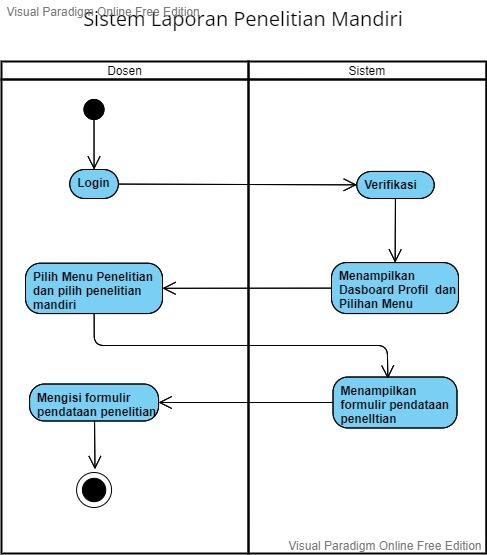 Visual Paradigm Online Free Edition
Sistem Laporan Penelitian Mandiri
Dosen
Sistem
Login
Verifikasi
Pilih Menu Penelitian
dan pilih penelitian
mandiri
Menampilkan
Dasboard Profil dan
Pilihan Menu
Mengisi formulir
pendataan penelitian
Menampilkan
formulir pendataan
penelitian
Visual Paradigm Online Free Edition